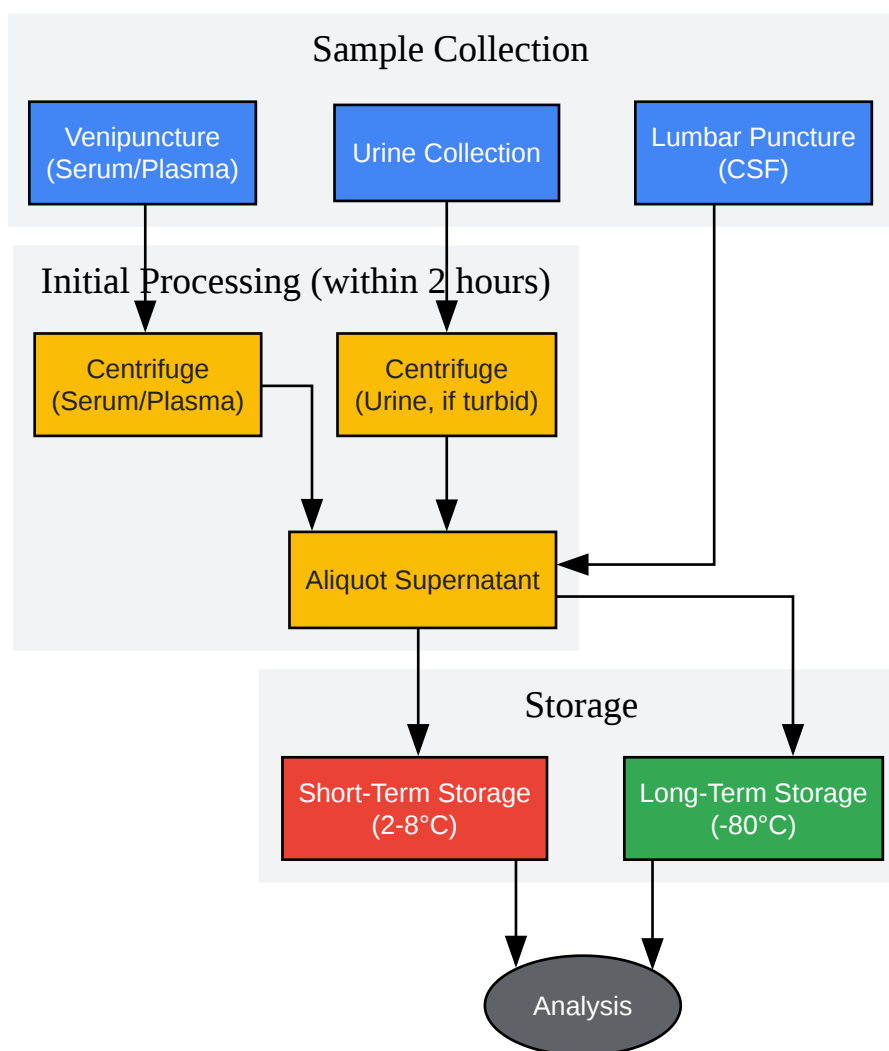 Sample Collection
Venipuncture
(Serum/Plasma)
Urine Collection
Lumbar Puncture
(CSF)
Initial Processing (within 2 hours)
Centrifuge
(Serum/Plasma)
Centrifuge
(Urine, if turbid)
Aliquot Supernatant
Storage
Short-Term Storage
(2-8°C)
Long-Term Storage
(-80°C)
Analysis